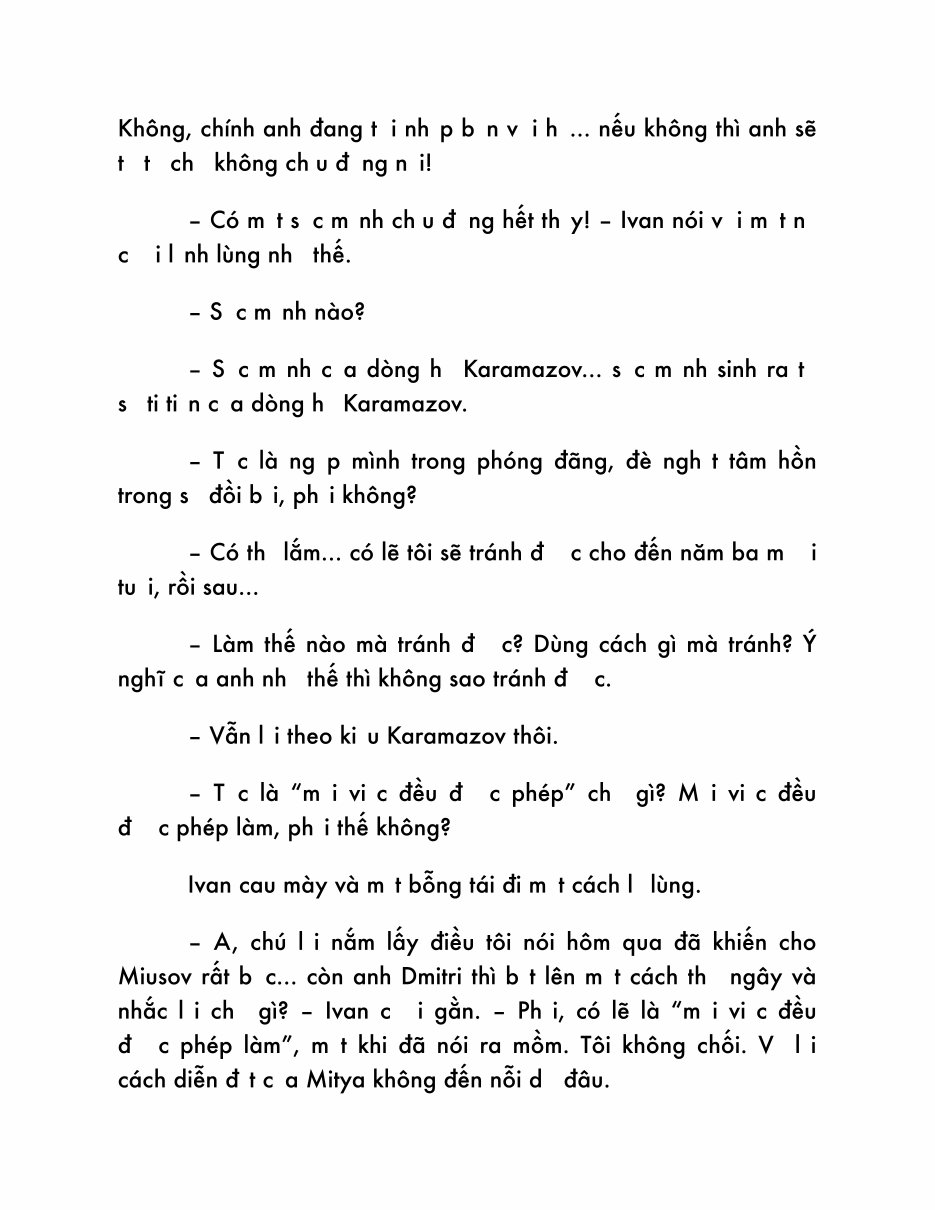 Không, chính anh đang t i nh p b n v i h ... nếu không thì anh sẽ
t t ch không ch u đ ng n i!
– Có m t s c m nh ch u đ ng hết th y! – Ivan nói v i m t n
c i l nh lùng nh thế.
– S c m nh nào?
– S c m nh c a dòng h Karamazov... s c m nh sinh ra t
s ti ti n c a dòng h Karamazov.
– T c là ng p mình trong phóng đãng, đè ngh t tâm hồn
trong s đồi b i, ph i không?
– Có th lắm... có lẽ tôi sẽ tránh đ c cho đến năm ba m i
tu i, rồi sau...
– Làm thế nào mà tránh đ c? Dùng cách gì mà tránh? Ý
nghĩ c a anh nh thế thì không sao tránh đ c.
– Vẫn l i theo ki u Karamazov thôi.
– T c là “m i vi c đều đ c phép” ch gì? M i vi c đều
đ c phép làm, ph i thế không?
Ivan cau mày và m t bỗng tái đi m t cách l lùng.
– A, chú l i nắm lấy điều tôi nói hôm qua đã khiến cho
Miusov rất b c... còn anh Dmitri thì b t lên m t cách th ngây và
nhắc l i ch gì? – Ivan c i gằn. – Ph i, có lẽ là “m i vi c đều
đ c phép làm”, m t khi đã nói ra mồm. Tôi không chối. V l i
cách diễn đ t c a Mitya không đến nỗi d đâu.